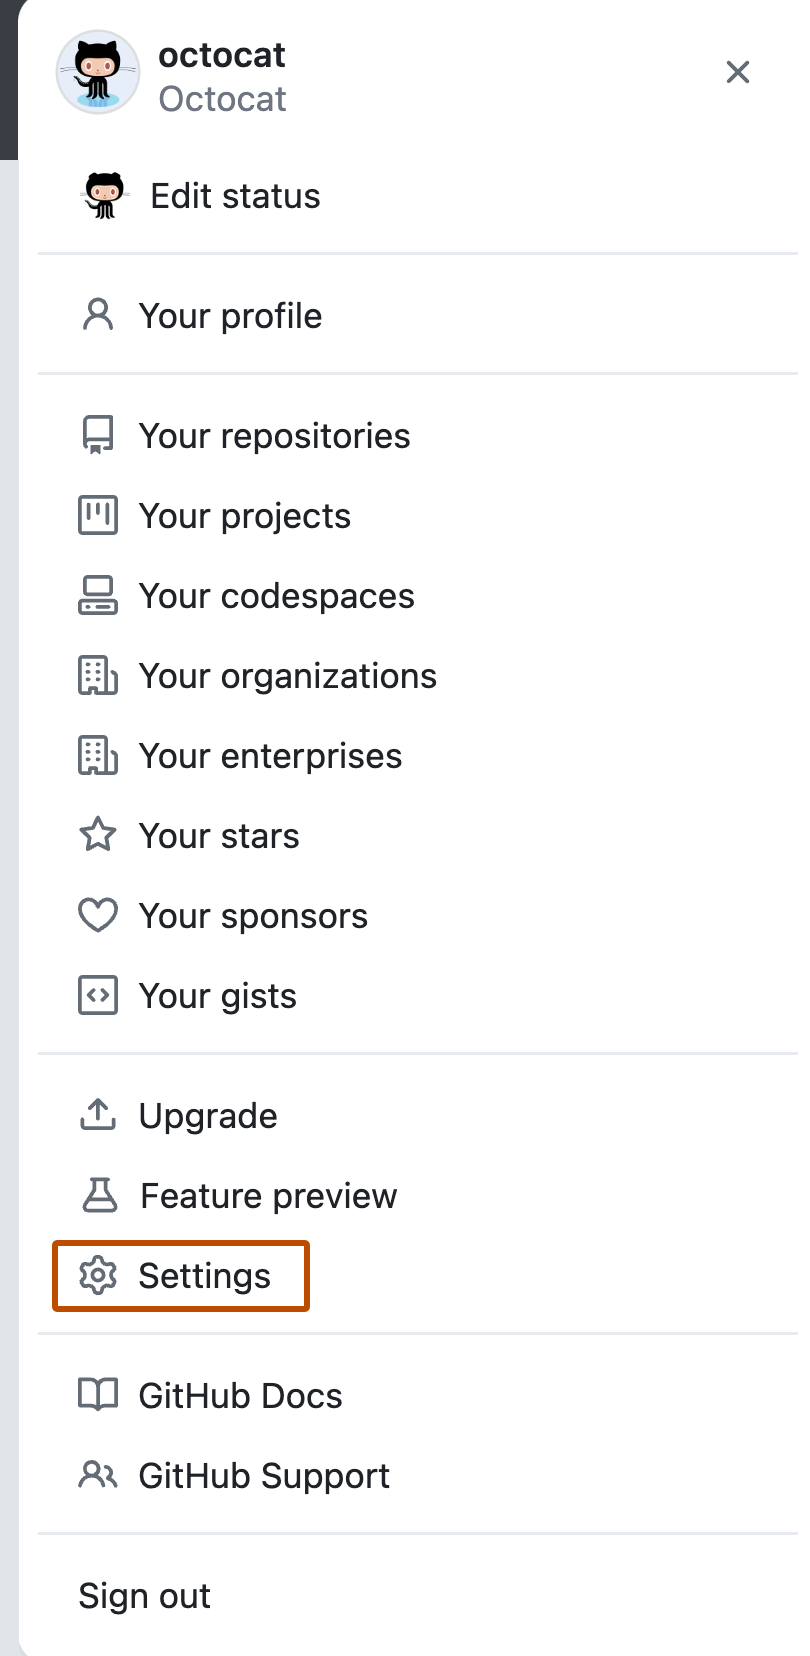 octocat
Octocat
Edit status
Your profile
Your repositories
Your projects
Your codespaces
Your organizations
Your enterprises
Your stars
Your sponsors
Your gists
Upgrade
Feature preview
Settings
GitHub Docs
GitHub Support
Sign out